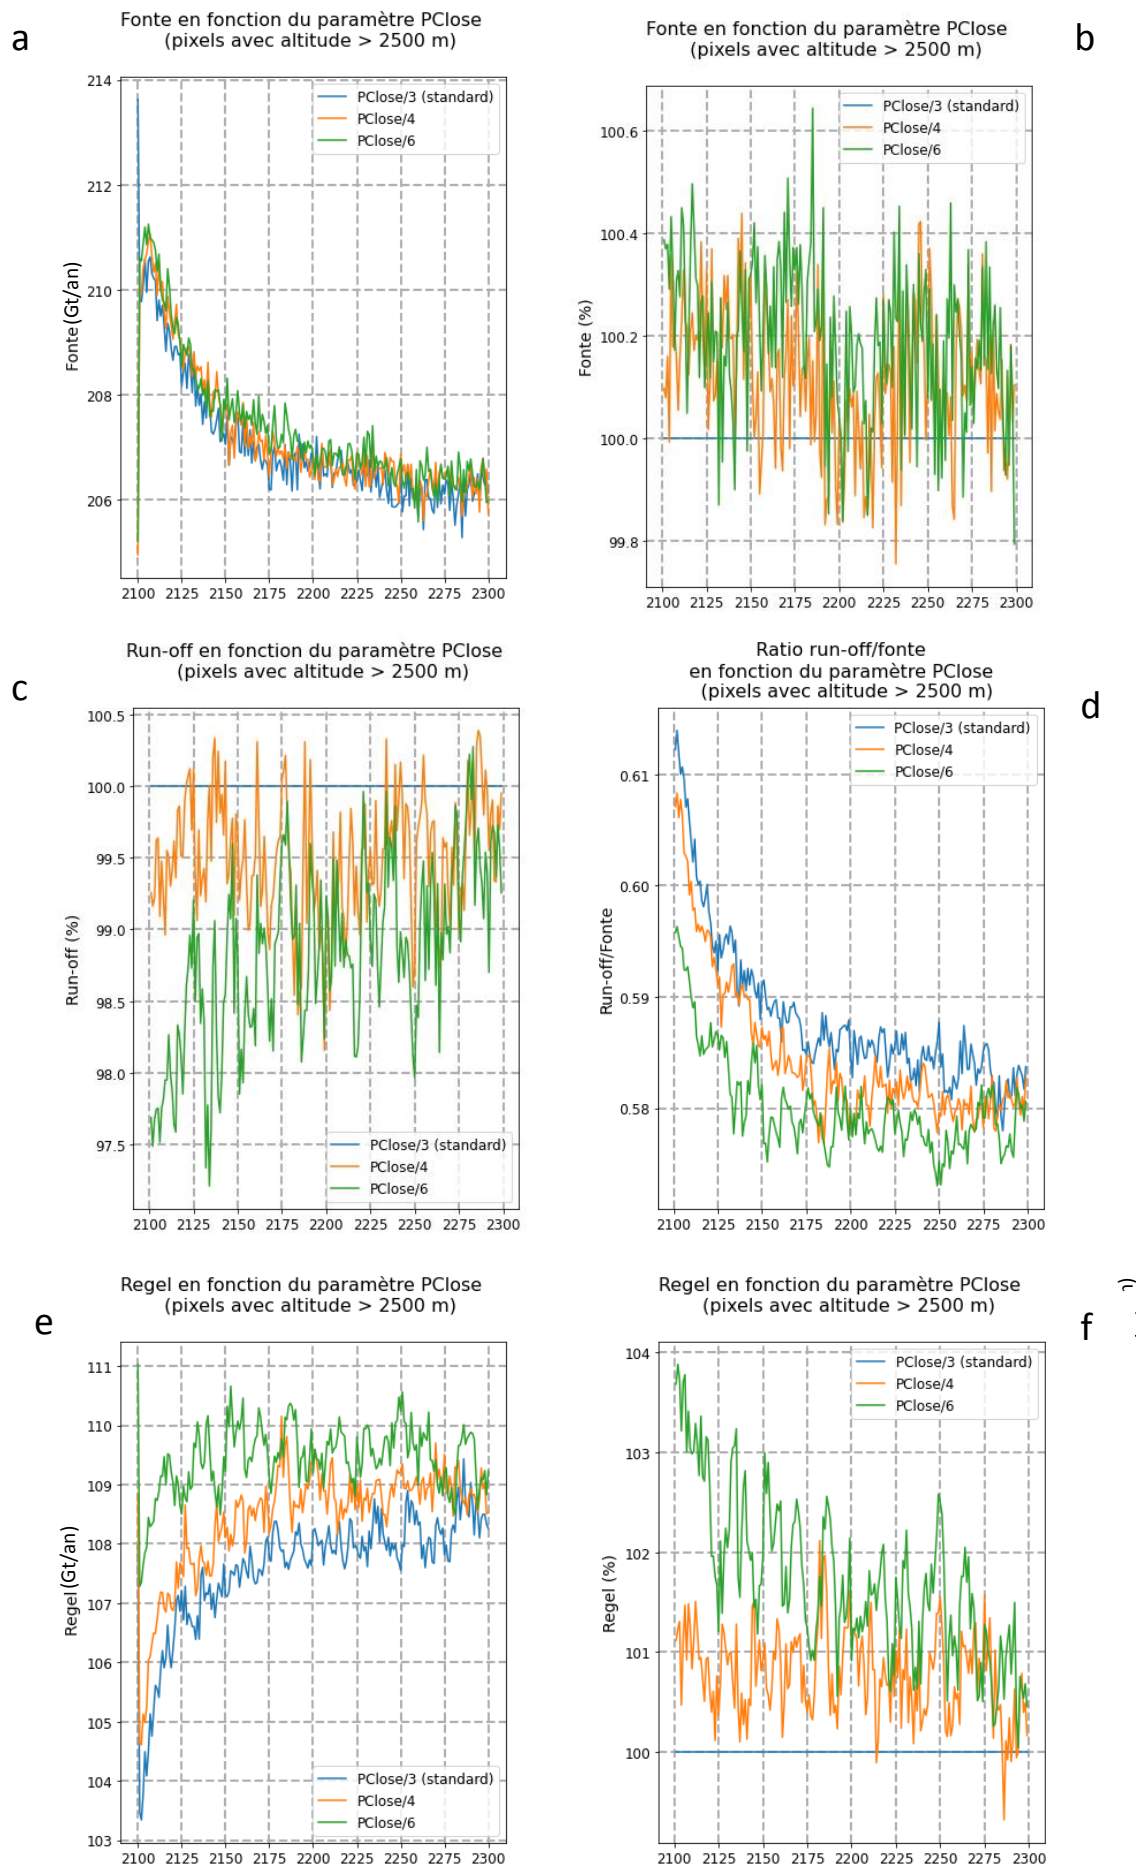 a
Fonte en fonction du paramètre PClose
(pixels avec altitude > 2500 m)
214
212
210
208
206
Fonte (Gt/an)
PClose/3 (standard)
PClose/4
PClose/6
2100 2125 2150 2175 2200 2225 2250 2275 2300
b
Fonte en fonction du paramètre PClose
(pixels avec altitude > 2500 m)
100.6
100.4
100.2
100.0
99.8
Fonte (%)
PClose/3 (standard)
PClose/4
PClose/6
2100 2125 2150 2175 2200 2225 2250 2275 2300
c
Run-off en fonction du paramètre PClose
(pixels avec altitude > 2500 m)
100.5
100.0
99.5
99.0
98.5
98.0
97.5
Run-off (%)
PClose/3 (standard)
PClose/4
PClose/6
2100 2125 2150 2175 2200 2225 2250 2275 2300
d
Ratio run-off/fonte
en fonction du paramètre PClose
(pixels avec altitude > 2500 m)
0.61
0.60
0.59
0.58
Run-off/Fonte
PClose/3 (standard)
PClose/4
PClose/6
2100 2125 2150 2175 2200 2225 2250 2275 2300
e
Regel en fonction du paramètre PClose
(pixels avec altitude > 2500 m)
111
110
109
108
107
106
105
104
103
Regel (Gt/an)
PClose/3 (standard)
PClose/4
PClose/6
2100 2125 2150 2175 2200 2225 2250 2275 2300
f
Regel en fonction du paramètre PClose
(pixels avec altitude > 2500 m)
104
103
102
101
100
Regel (%)
PClose/3 (standard)
PClose/4
PClose/6
2100 2125 2150 2175 2200 2225 2250 2275 2300